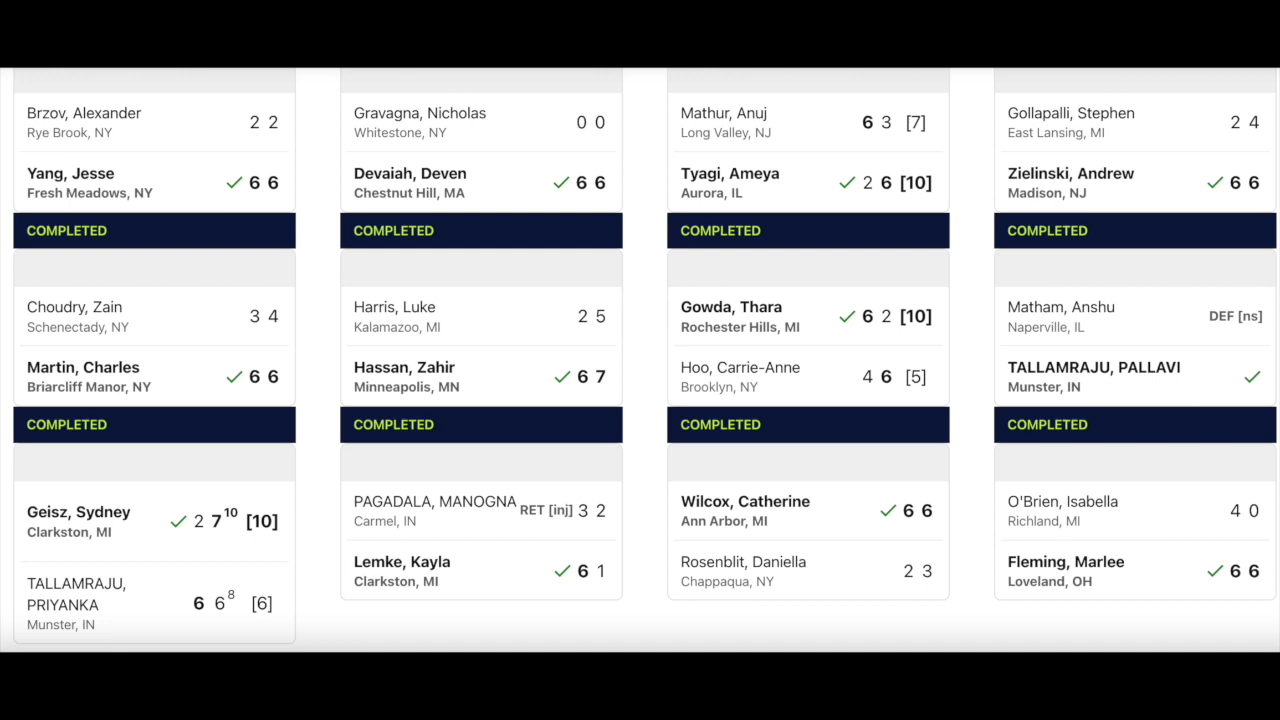 Brzov, Alexander
Rye Brook, NY
2 2
Yang, Jesse
Fresh Meadows, NY
✓ 6 6
Gravagna, Nicholas
Whitestone, NY
0 0
Devaiah, Deven
Chestnut Hill, MA
✓ 6 6
Mathur, Anuj
Long Valley, NJ
6 3 [7]
Tyagi, Ameya
Aurora, IL
✓ 2 6 [10]
Gollapalli, Stephen
East Lansing, MI
2 4
Zielinski, Andrew
Madison, NJ
✓ 6 6
COMPLETED
Choudry, Zain
Schenectady, NY
3 4
Martin, Charles
Briarcliff Manor, NY
✓ 6 6
COMPLETED
Harris, Luke
Kalamazoo, MI
2 5
Hassan, Zahir
Minneapolis, MN
✓ 6 7
COMPLETED
Gowda, Thara
Rochester Hills, MI
✓ 6 2 [10]
Hoo, Carrie-Anne
Brooklyn, NY
4 6 [5]
COMPLETED
Matham, Anshu
Naperville, IL
DEF [ns]
TALLAMRAJU, PALLAVI
Munster, IN
✓
COMPLETED
Geisz, Sydney
Clarkston, MI
✓ 2 7 10 [10]
TALLAMRAJU,
PRIYANKA
Munster, IN
6 6 8 [6]
COMPLETED
PAGADALA, MANOGNA
Carmel, IN
RET [inj] 3 2
Lemke, Kayla
Clarkston, MI
✓ 6 1
COMPLETED
Wilcox, Catherine
Ann Arbor, MI
✓ 6 6
Rosenblit, Daniella
Chappaqua, NY
2 3
COMPLETED
O'Brien, Isabella
Richland, MI
4 0
Fleming, Marlee
Loveland, OH
✓ 6 6